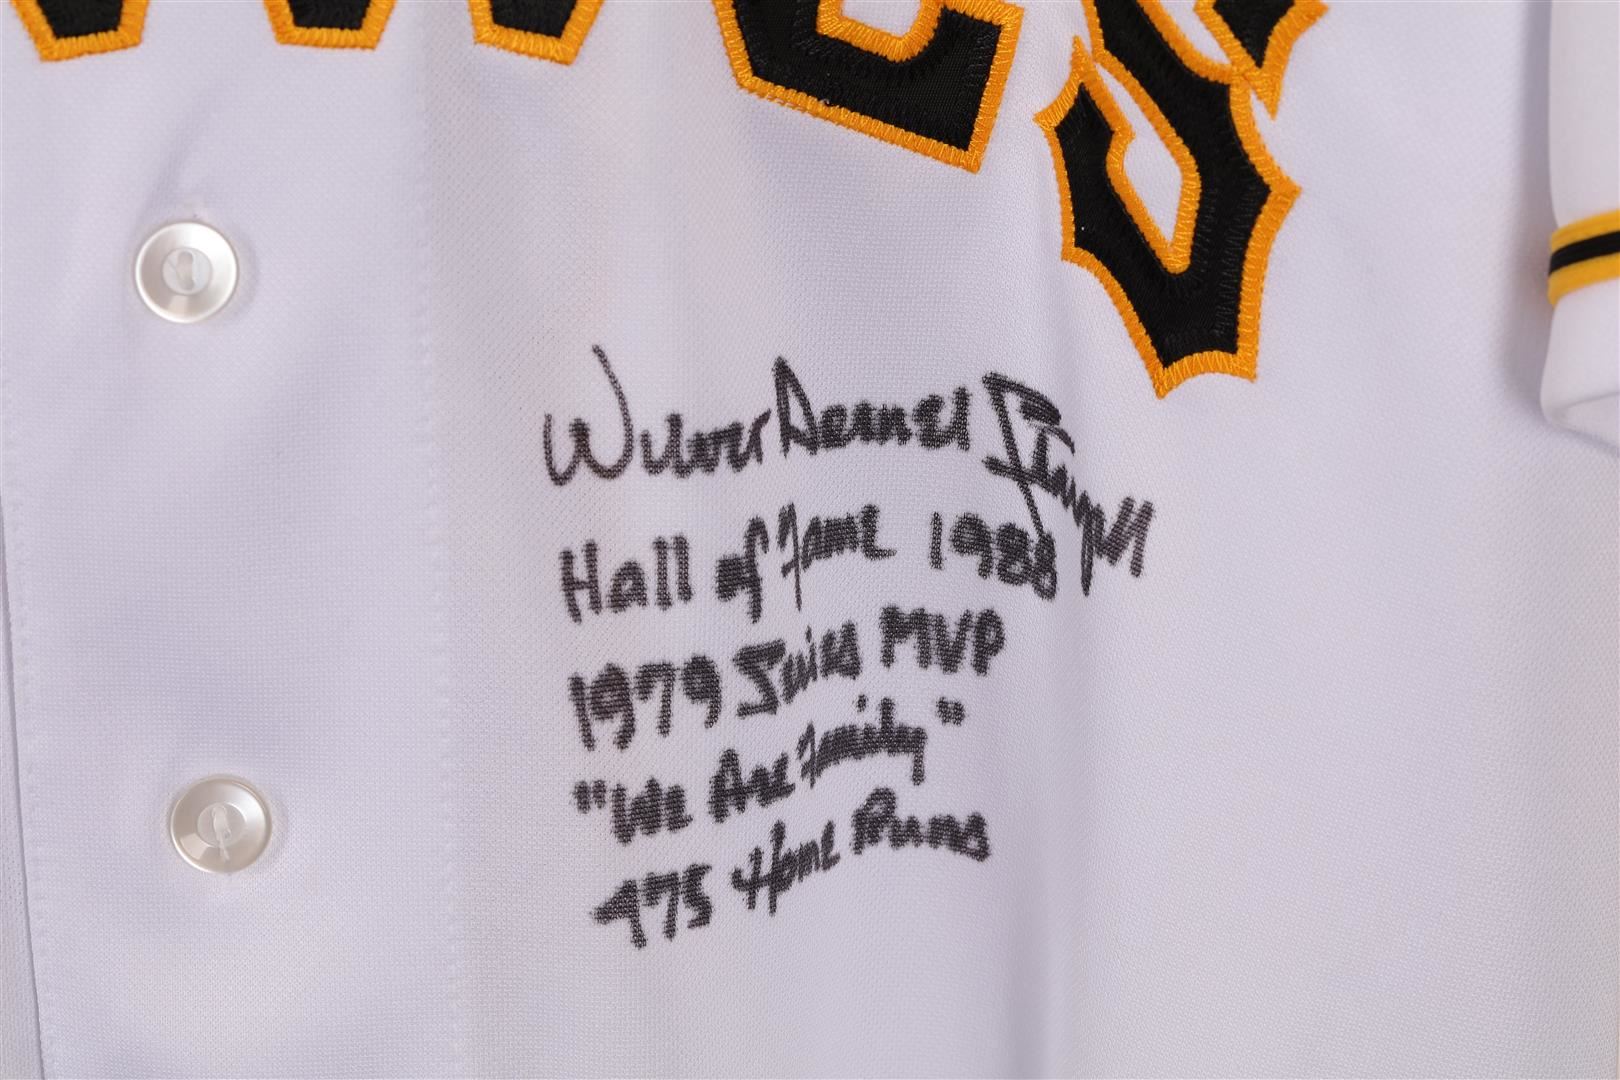 Wilver Dornel Stargell
Hall of Fame 1988
1979 Series MVP
"We Are Family"
475 Home Runs